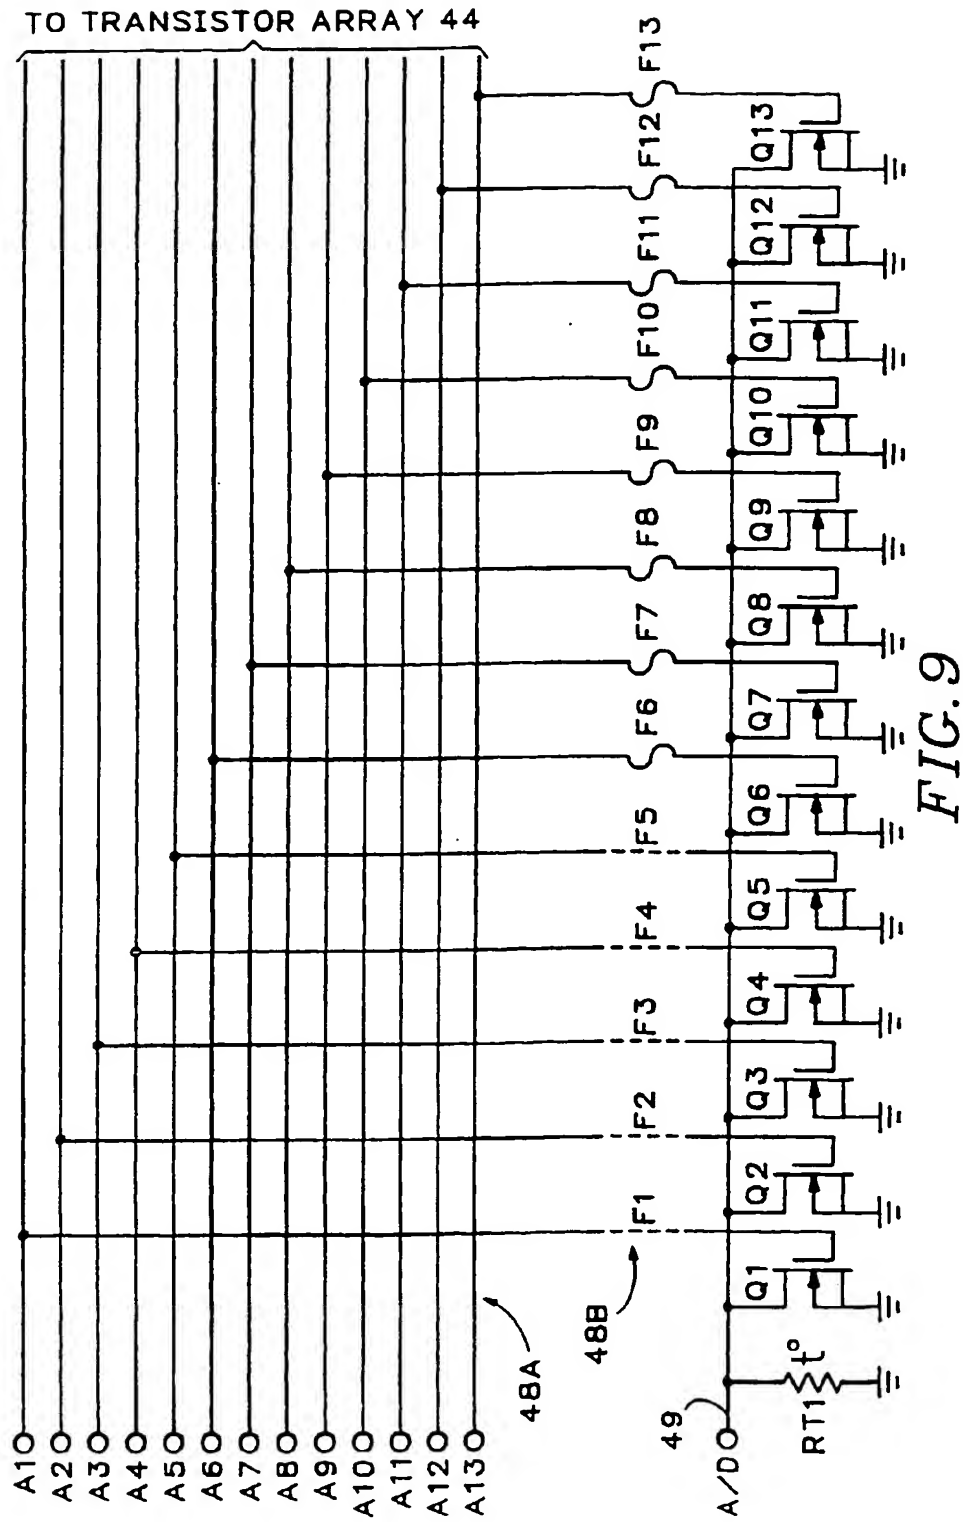 TO TRANSISTOR ARRAY 44
A1
A2
A3
A4
A5
A6
A7
A8
A9
A10
A11
A12
A13
48A
48B
F1
F2
F3
F4
F5
F6
F7
F8
F9
F10
F11
F12
F13
49
A/D
RT1
t°
Q1
Q2
Q3
Q4
Q5
Q6
Q7
Q8
Q9
Q10
Q11
Q12
Q13
FIG. 9